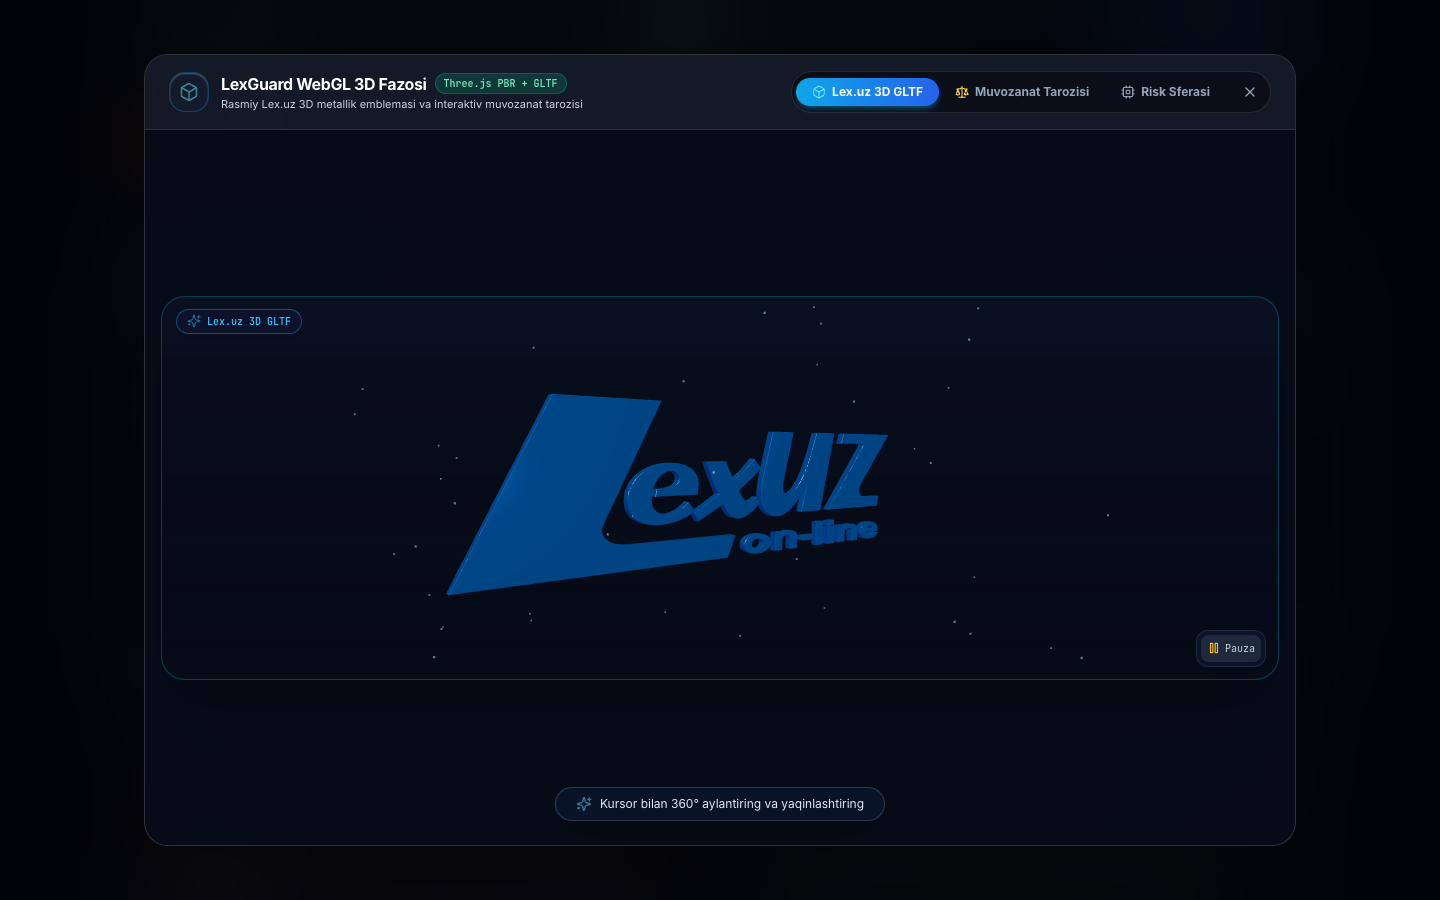 LexGuard WebGL 3D Fazosi Three.js PBR + GLTF
Rasmiy Lex.uz 3D metallik emblemasi va interaktiv muvozanat tarozisi
Lex.uz 3D GLTF Muvozanat Tarozisi Risk Sferasi
Lex.uz 3D GLTF
LexUZ
on-line
Pauza
Kursor bilan 360° aylantiring va yaqinlashtiring